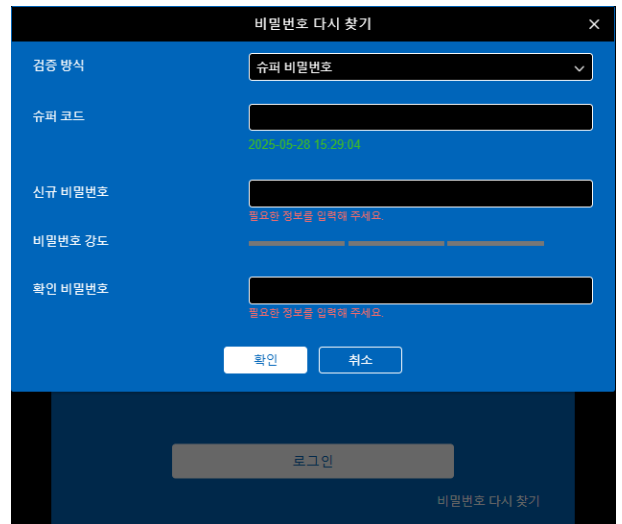 비밀번호 다시 찾기
검증 방식
슈퍼 비밀번호
슈퍼 코드
2025-05-28 15:29:04
신규 비밀번호
필요한 정보를 입력해 주세요.
비밀번호 강도
확인 비밀번호
필요한 정보를 입력해 주세요.
확인
취소
로그인
비밀번호 다시 찾기